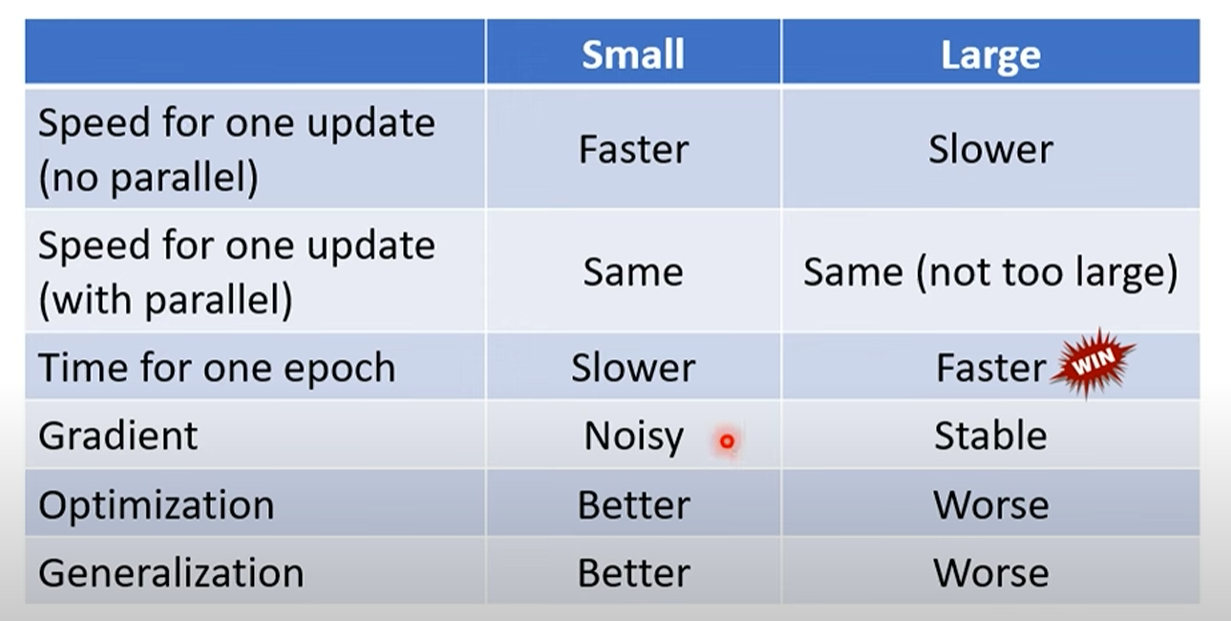 Small Large
Speed for one update
(no parallel)
Faster Slower
Speed for one update
(with parallel)
Same Same (not too large)
Time for one epoch Slower Faster WIN
Gradient Noisy Stable
Optimization Better Worse
Generalization Better Worse